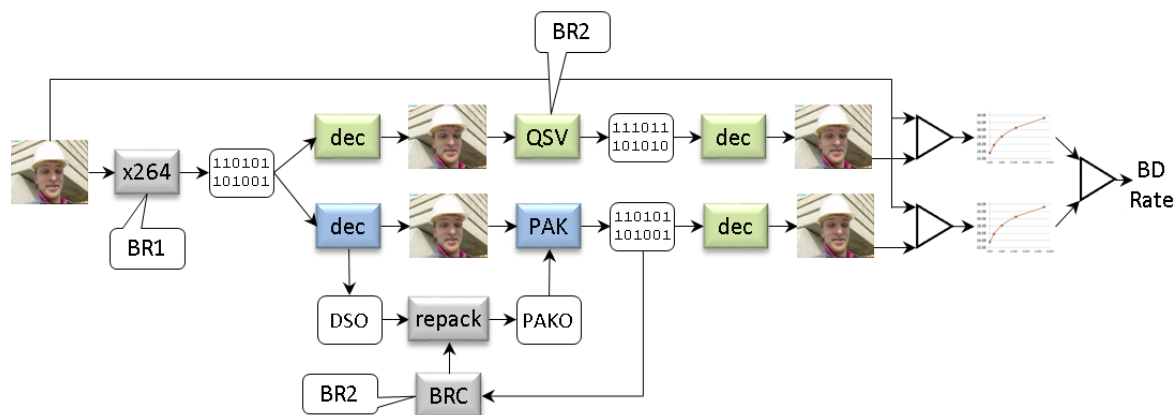 BR2
x264
110101
101001
BR1
dec
QSV
111011
101010
dec
dec
PAK
110101
101001
dec
DSO
repack
PAKO
BR2
BRC
BD
Rate